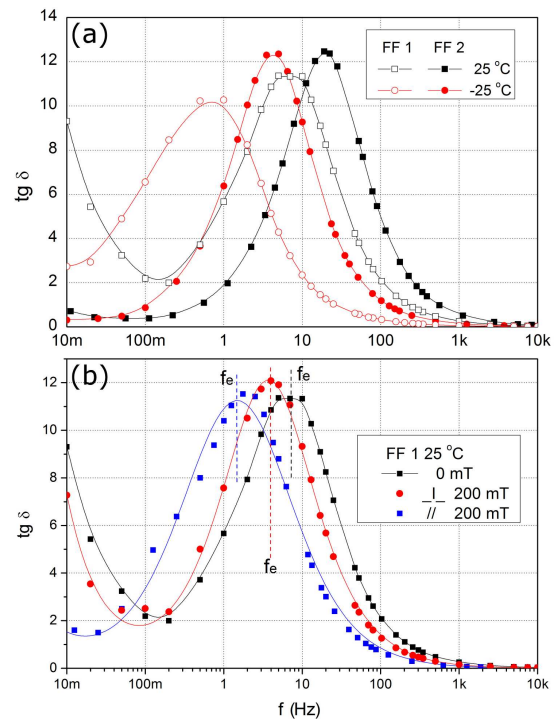 (a)
14
12
10
8
6
4
2
0
tg δ
FF 1 FF 2
25 °C
-25 °C
10m 100m 1 10 100 1k 10k
(b)
12
10
8
6
4
2
0
tg δ
fe
fe
fe
FF 1 25 °C
0 mT
_|_ 200 mT
// 200 mT
10m 100m 1 10 100 1k 10k
f (Hz)